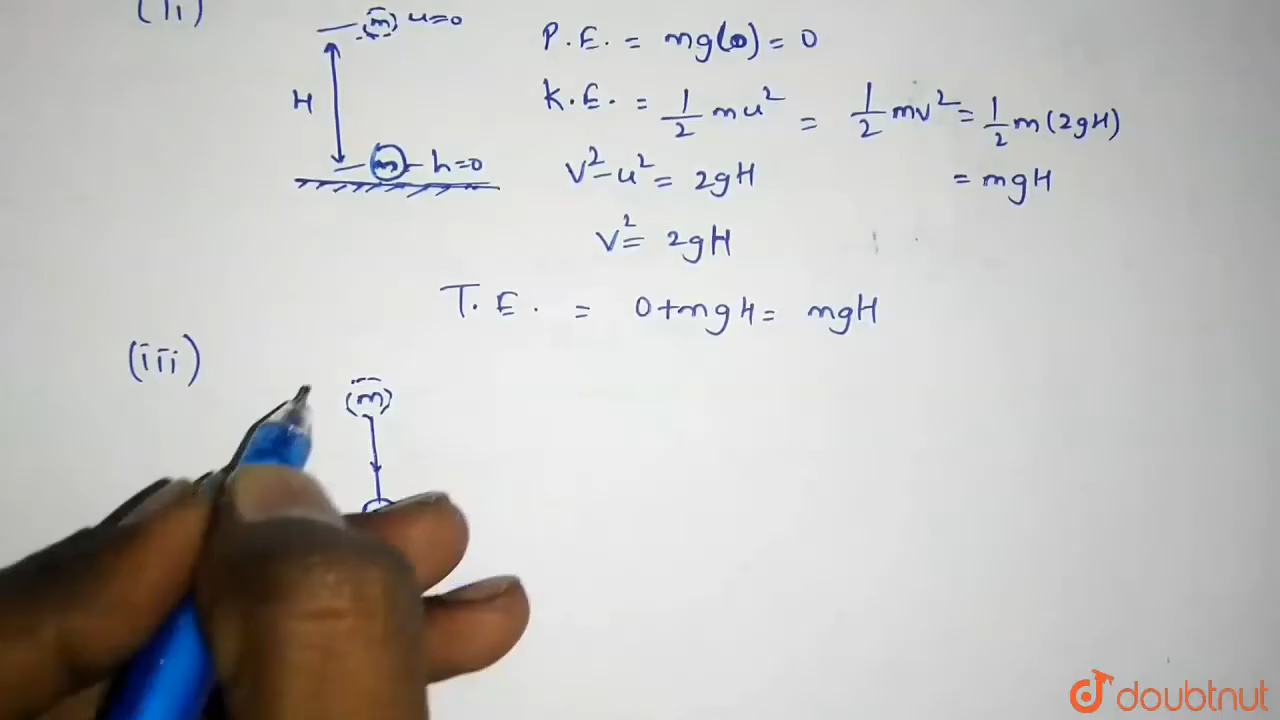 (ii)
m u=0
P.E. = mg(0) = 0
H
K.E. = 1/2 mu² = 1/2 mv² = 1/2 m(2gH)
m h=0
v²-u² = 2gH
= mgH
v² = 2gH
T.E. = 0+mgH = mgH
(iii)
m
doubtnut